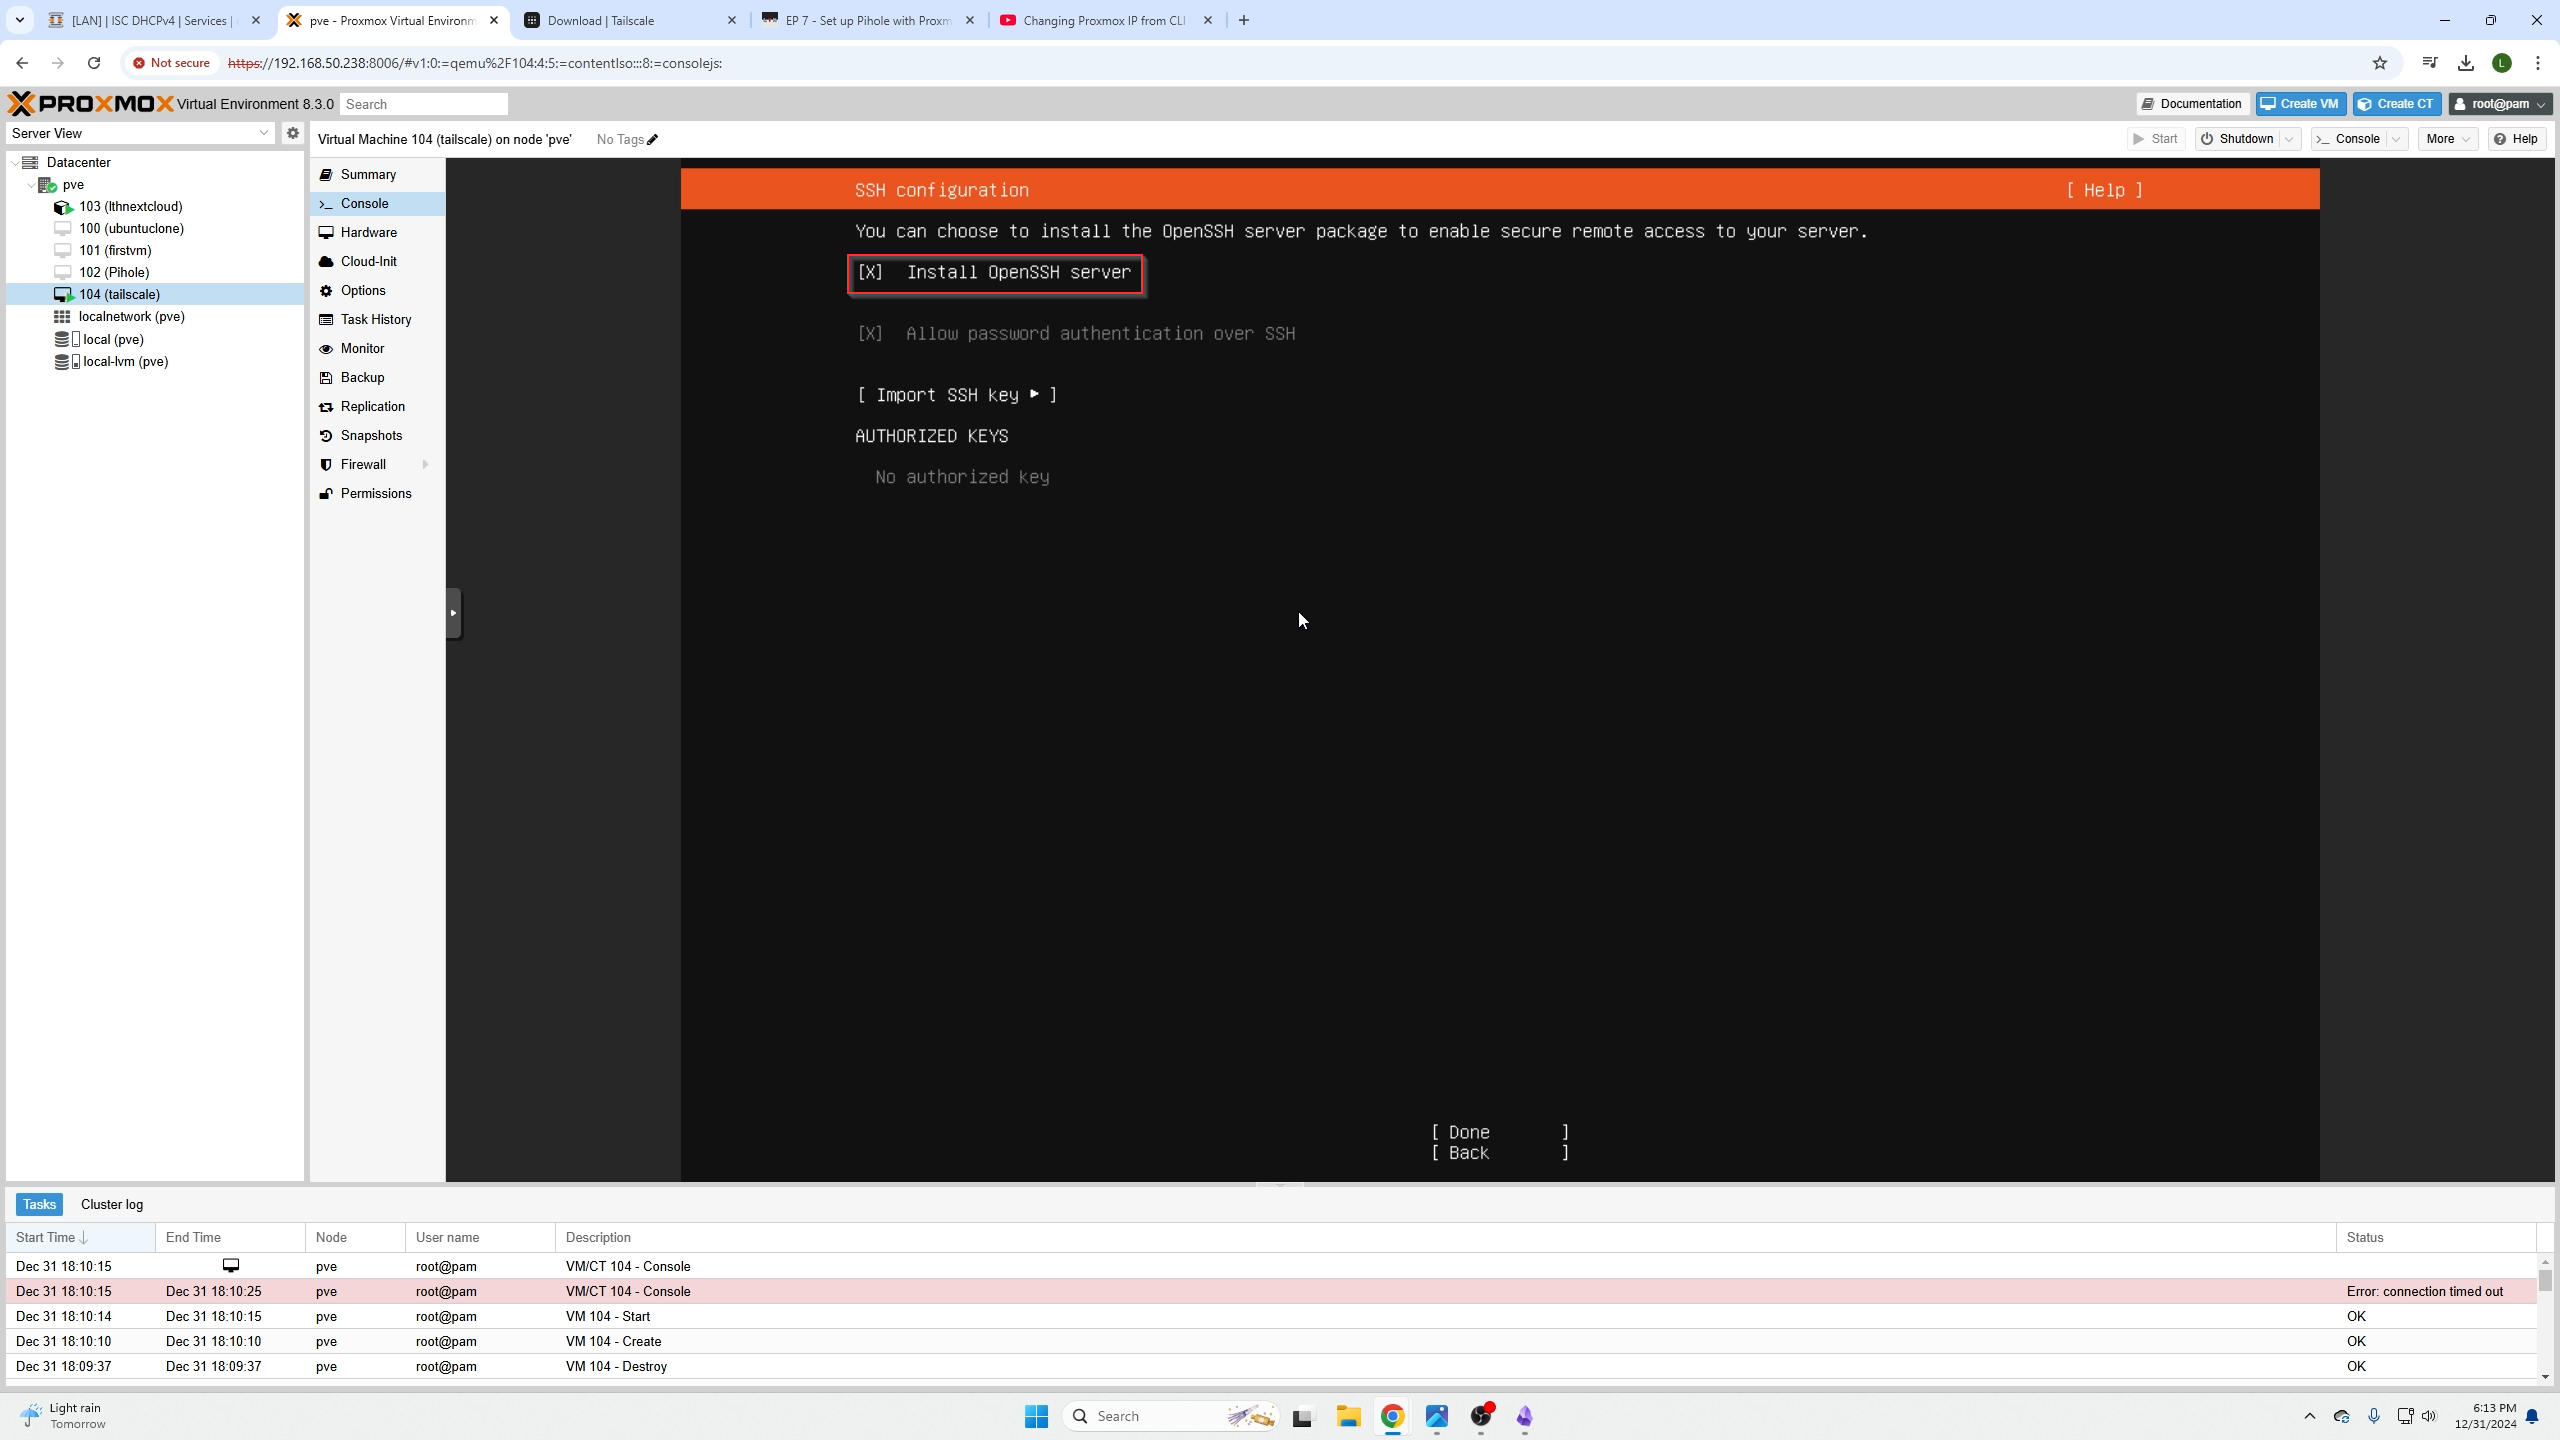 [LAN] | ISC DHCPv4 | Services |
pve - Proxmox Virtual Environm
Download | Tailscale
EP 7 - Set up Pihole with Proxm
Changing Proxmox IP from CLI
Not secure
https://192.168.50.238:8006/#v1:0:=qemu%2F104:4:5:=contentIso:::8:=consolejs:
L
PROXMOX Virtual Environment 8.3.0
Search
Documentation
Create VM
Create CT
root@pam
Server View
Virtual Machine 104 (tailscale) on node 'pve'
No Tags
Start
Shutdown
Console
More
Help
Datacenter
pve
103 (lthnextcloud)
100 (ubuntuclone)
101 (firstvm)
102 (Pihole)
104 (tailscale)
localnetwork (pve)
local (pve)
local-lvm (pve)
Summary
Console
Hardware
Cloud-Init
Options
Task History
Monitor
Backup
Replication
Snapshots
Firewall
Permissions
SSH configuration
[ Help ]
You can choose to install the OpenSSH server package to enable secure remote access to your server.
[X] Install OpenSSH server
[X] Allow password authentication over SSH
[ Import SSH key ▸ ]
AUTHORIZED KEYS
No authorized key
[ Done ]
[ Back ]
Tasks
Cluster log
Start Time End Time Node User name Description Status
Dec 31 18:10:15 pve root@pam VM/CT 104 - Console
Dec 31 18:10:15 Dec 31 18:10:25 pve root@pam VM/CT 104 - Console Error: connection timed out
Dec 31 18:10:14 Dec 31 18:10:15 pve root@pam VM 104 - Start OK
Dec 31 18:10:10 Dec 31 18:10:10 pve root@pam VM 104 - Create OK
Dec 31 18:09:37 Dec 31 18:09:37 pve root@pam VM 104 - Destroy OK
Light rain
Tomorrow
Search
6:13 PM
12/31/2024